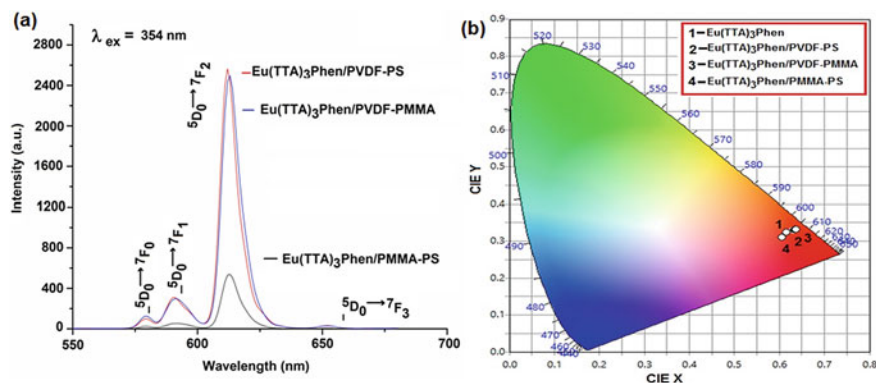 (a)
λ ex = 354 nm
Eu(TTA)₃Phen/PVDF-PS
Eu(TTA)₃Phen/PVDF-PMMA
Eu(TTA)₃Phen/PMMA-PS
⁵D₀→⁷F₀
⁵D₀→⁷F₁
⁵D₀→⁷F₂
⁵D₀→⁷F₃
Intensity (a.u.)
2800
2400
2000
1600
1200
800
400
0
550
600
650
700
Wavelength (nm)
(b)
1-Eu(TTA)₃Phen
2-Eu(TTA)₃Phen/PVDF-PS
3-Eu(TTA)₃Phen/PVDF-PMMA
4-Eu(TTA)₃Phen/PMMA-PS
CIE Y
0.9
0.8
0.7
0.6
0.5
0.4
0.3
0.2
0.1
0.0
520
530
540
550
560
570
580
590
600
610
620
510
500
490
480
470
460
1
2
3
4
0.0
0.1
0.2
0.3
0.4
0.5
0.6
0.7
0.8
CIE X